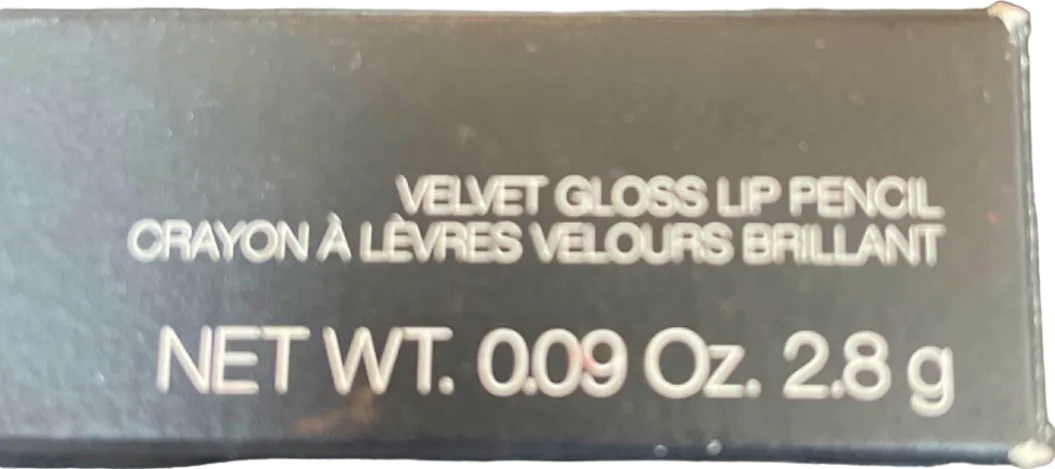 VELVET GLOSS LIP PENCIL
CRAYON À LÈVRES VELOURS BRILLANT
NET WT. 0.09 Oz. 2.8 g